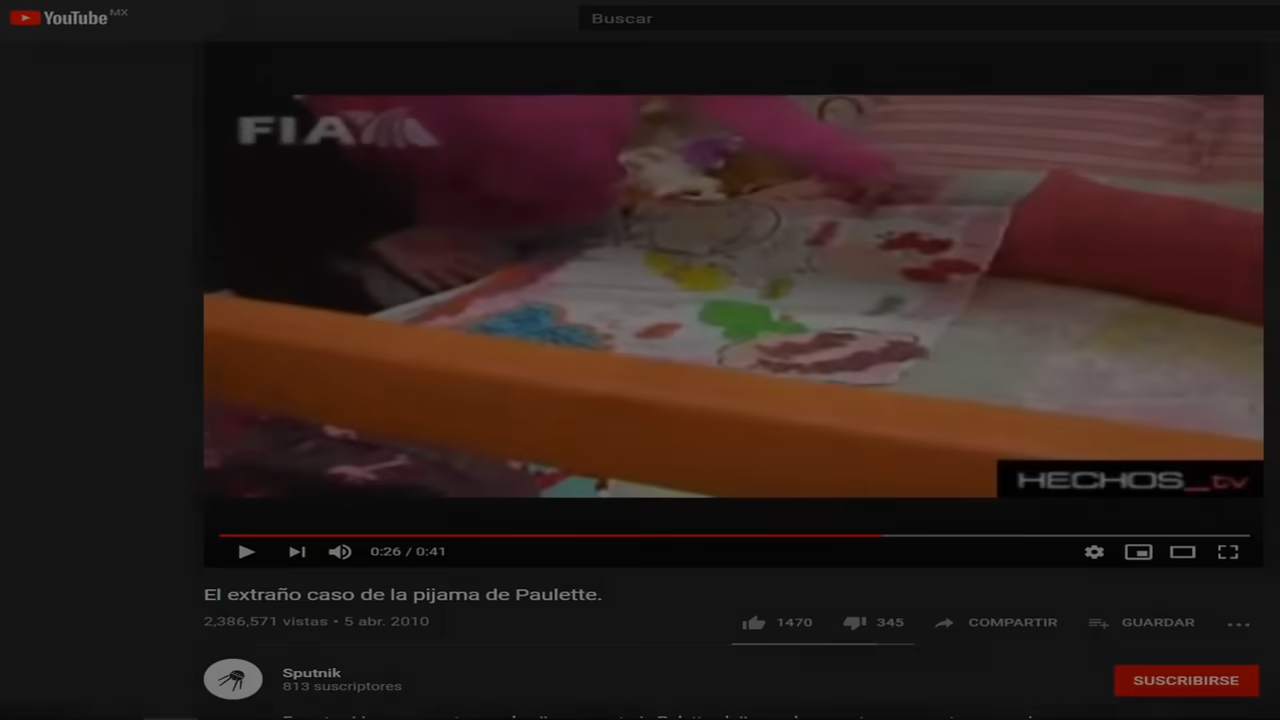 YouTube MX
Buscar
FIA
HECHOS_tv
0:26 / 0:41
El extraño caso de la pijama de Paulette.
2,386,571 vistas • 5 abr. 2010
1470
345
COMPARTIR
GUARDAR
Sputnik
813 suscriptores
SUSCRIBIRSE